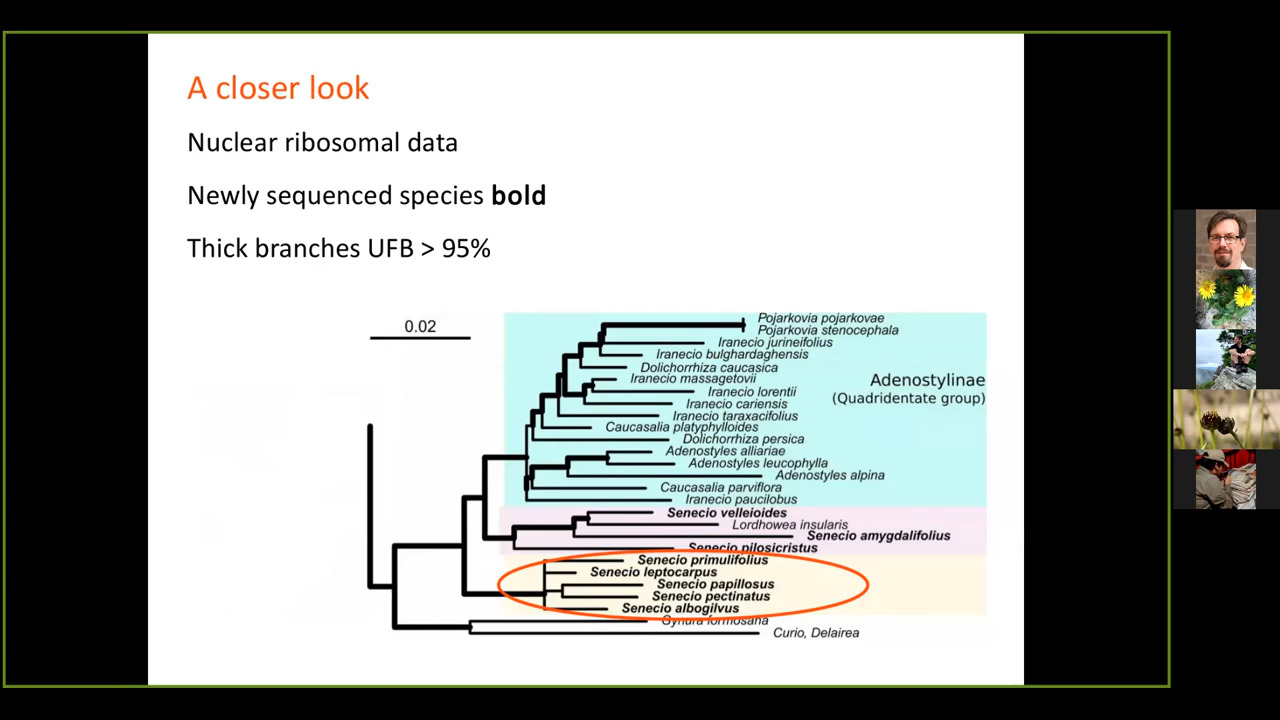 A closer look
Nuclear ribosomal data
Newly sequenced species bold
Thick branches UFB > 95%
0.02
Pojarkovia pojarkovae
Pojarkovia stenocephala
Iranecio jurineifolius
Iranecio bulghardaghensis
Dolichorrhiza caucasica
Iranecio massagetovii
Iranecio lorentii
Iranecio cariensis
Iranecio taraxacifolius
Caucasalia platyphylloides
Dolichorrhiza persica
Adenostyles alliariae
Adenostyles leucophylla
Adenostyles alpina
Caucasalia parviflora
Iranecio paucilobus
Adenostylinae
(Quadridentate group)
Senecio velleioides
Lordhowea insularis
Senecio amygdalifolius
Senecio pilosicristus
Senecio primulifolius
Senecio leptocarpus
Senecio papillosus
Senecio pectinatus
Senecio albogilvus
Gynura formosana
Curio, Delairea